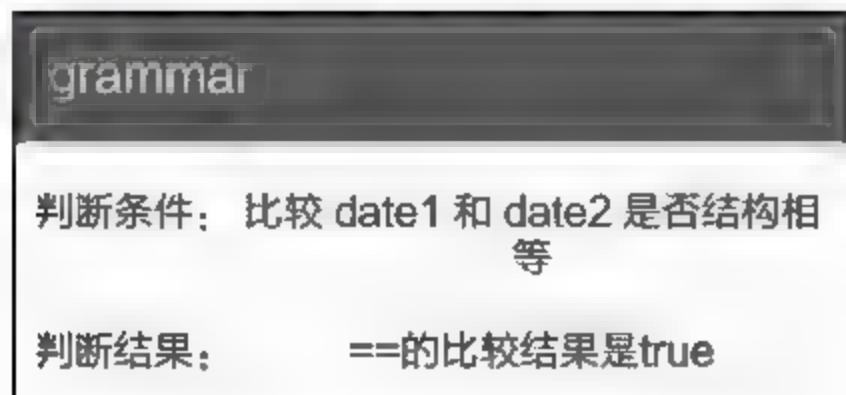 grammar
判断条件： 比较 date1 和 date2 是否结构相
等
判断结果： ==的比较结果是true